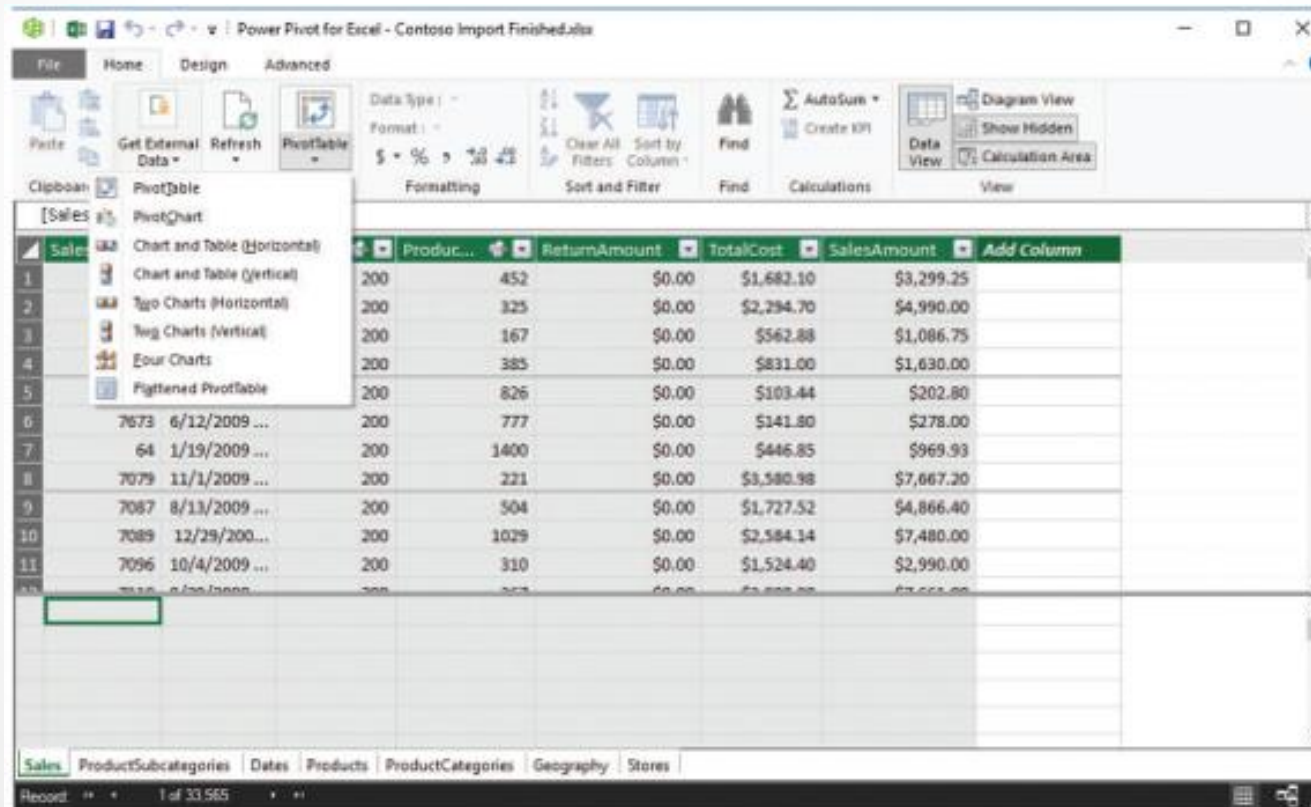 Power Pivot for Excel - Contoso Import Finished.xlsx
File Home Design Advanced
Paste
Get External Data
Refresh
PivotTable
Data Type :
Format :
$ % ,
Clear All Filters
Sort by Column
Find
AutoSum
Create KPI
Data View
Diagram View
Show Hidden
Calculation Area
Clipboar Formatting Sort and Filter Find Calculations View
PivotTable
PivotChart
Chart and Table (Horizontal)
Chart and Table (Vertical)
Two Charts (Horizontal)
Two Charts (Vertical)
Four Charts
Flattened PivotTable
[Sales
Sales Produc... ReturnAmount TotalCost SalesAmount Add Column
1 200 452 $0.00 $1,682.10 $3,299.25
2 200 325 $0.00 $2,294.70 $4,990.00
3 200 167 $0.00 $562.88 $1,086.75
4 200 385 $0.00 $831.00 $1,630.00
5 200 826 $0.00 $103.44 $202.80
6 7673 6/12/2009 ... 200 777 $0.00 $141.80 $278.00
7 64 1/19/2009 ... 200 1400 $0.00 $446.85 $969.93
8 7079 11/1/2009 ... 200 221 $0.00 $3,580.98 $7,667.20
9 7087 8/13/2009 ... 200 504 $0.00 $1,727.52 $4,866.40
10 7089 12/29/200... 200 1029 $0.00 $2,584.14 $7,480.00
11 7096 10/4/2009 ... 200 310 $0.00 $1,524.40 $2,990.00
Sales ProductSubcategories Dates Products ProductCategories Geography Stores
Record: 1 of 33,565